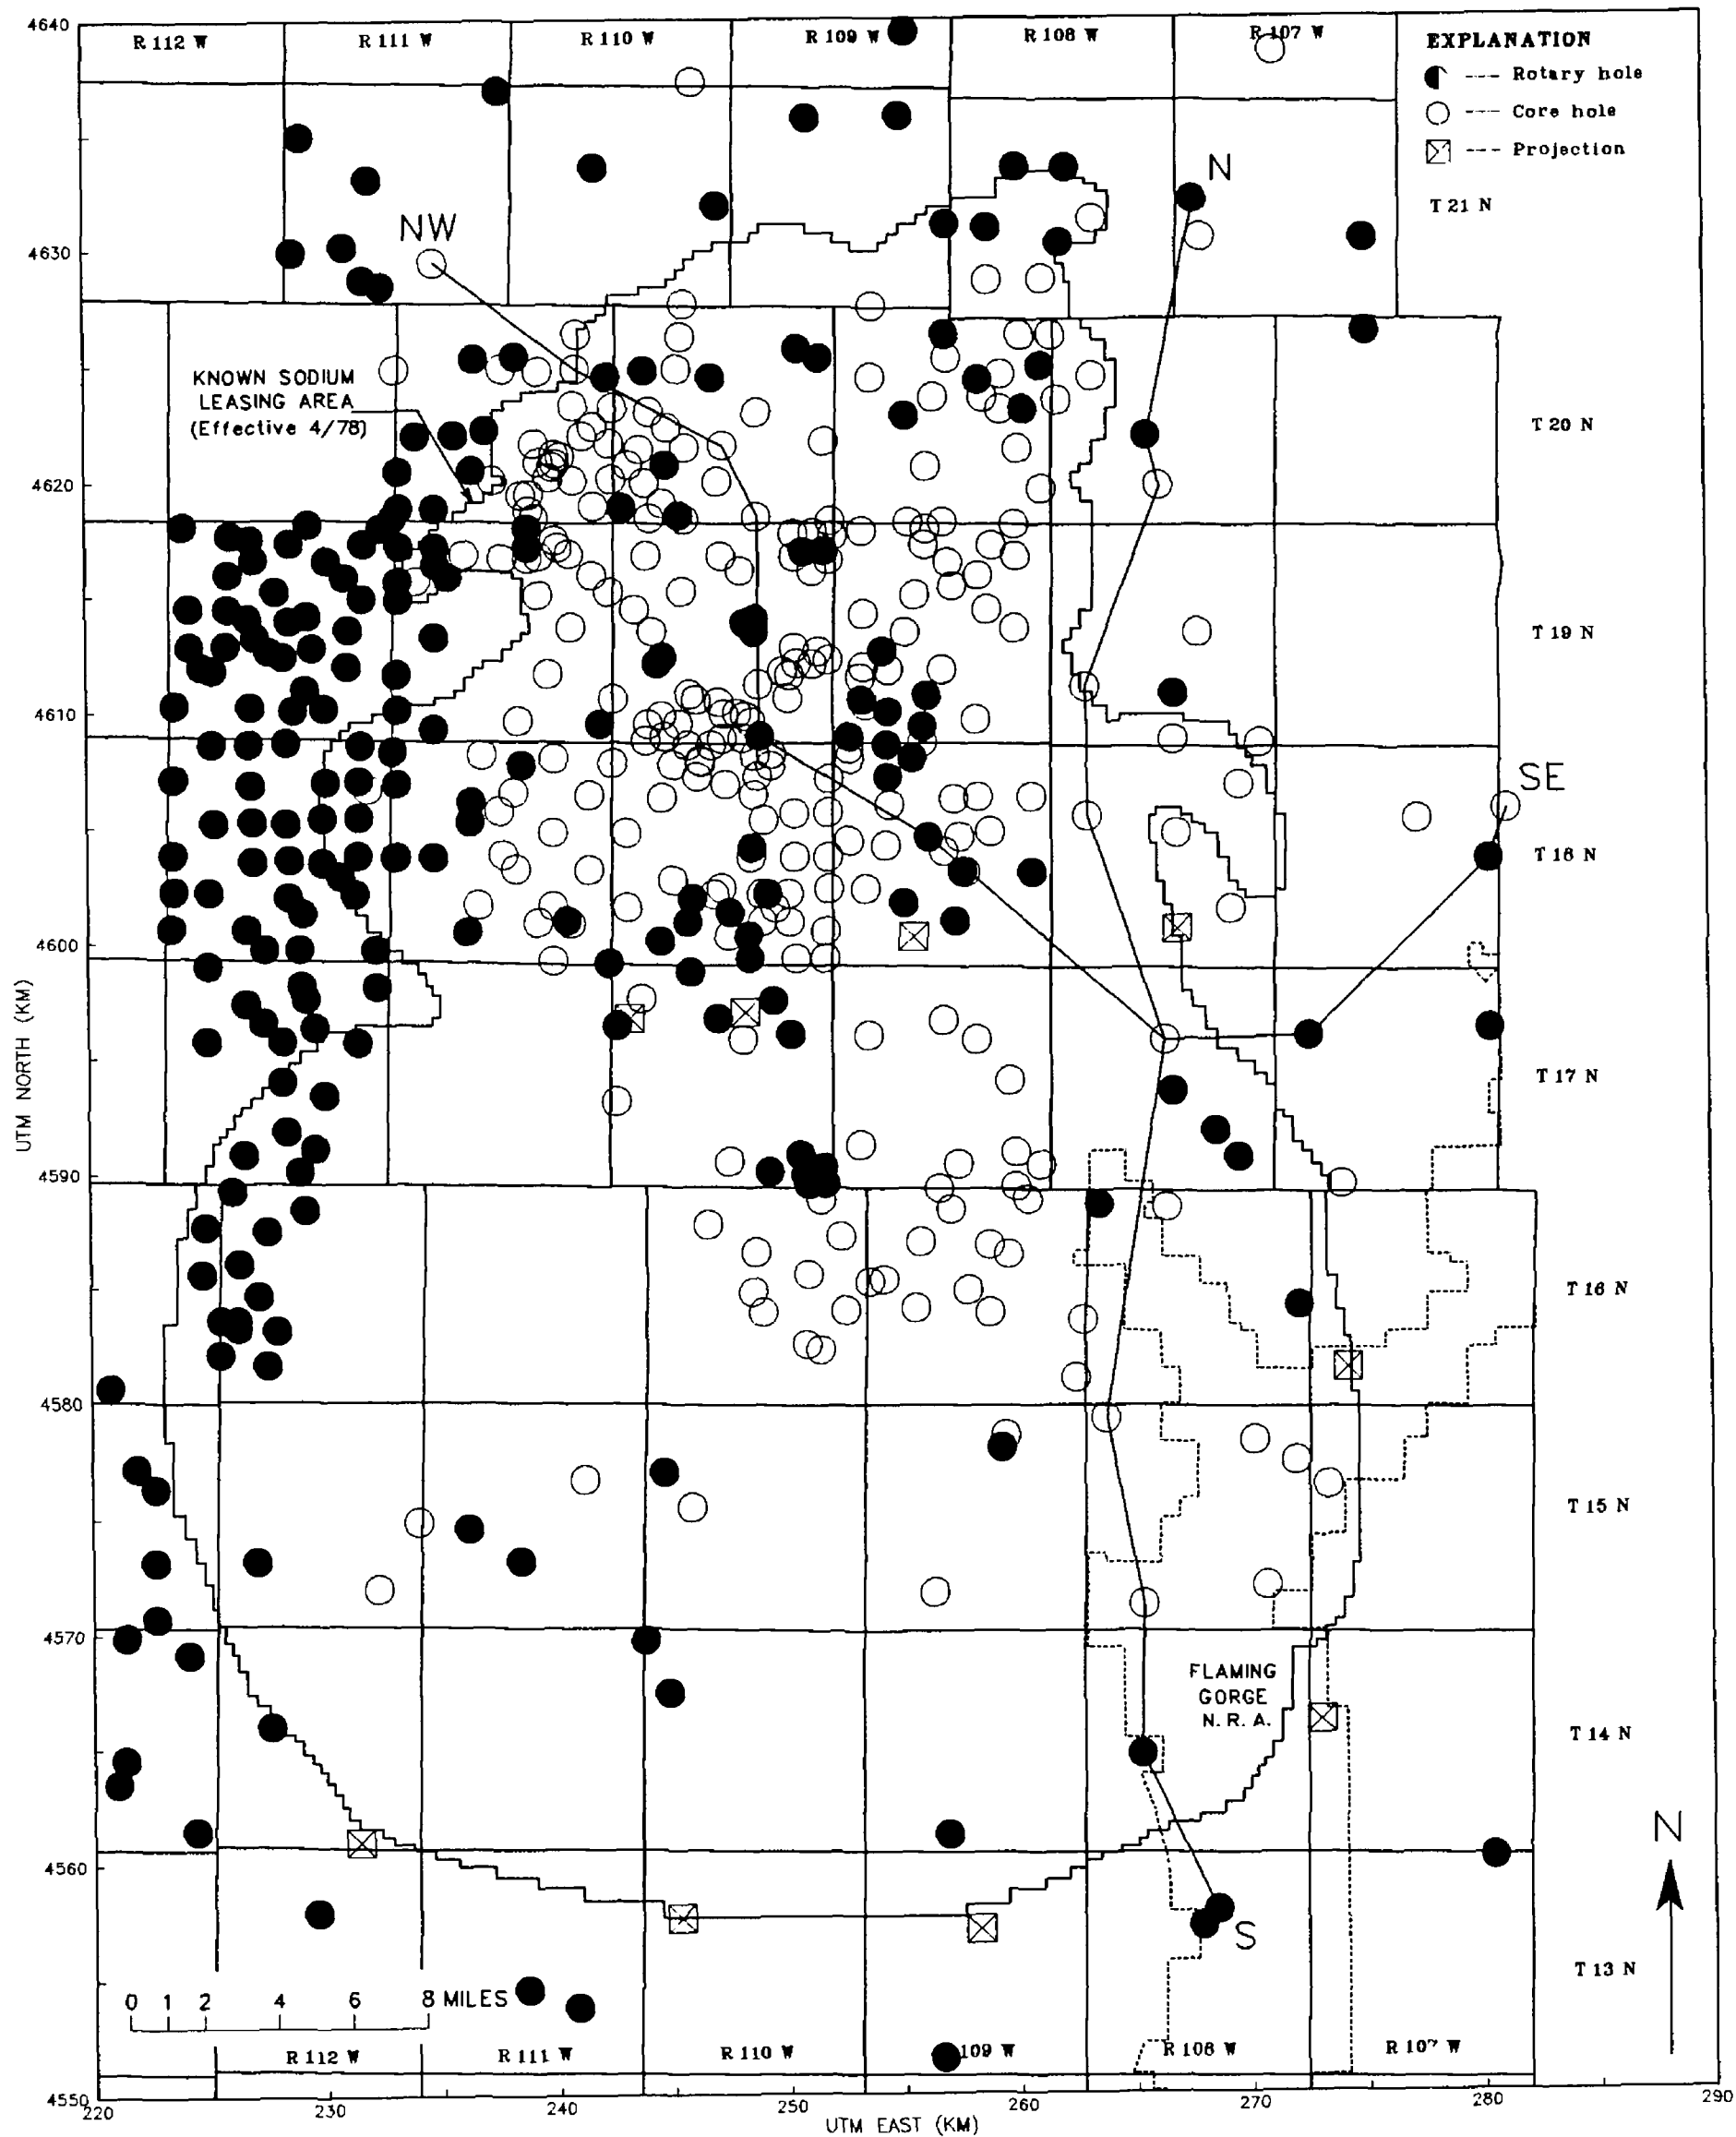 4640
R 112 W
R 111 W
R 110 W
R 109 W
R 108 W
R 107 W
EXPLANATION
Rotary hole
Core hole
Projection
N
T 21 N
NW
4630
KNOWN SODIUM
LEASING AREA
(Effective 4/78)
T 20 N
4620
T 19 N
4610
SE
T 18 N
4600
UTM NORTH (KM)
T 17 N
4590
T 16 N
4580
T 15 N
4570
FLAMING
GORGE
N. R. A.
T 14 N
N
4560
S
T 13 N
0 1 2 4 6 8 MILES
R 112 W
R 111 W
R 110 W
109 W
R 108 W
R 107 W
4550
220
230
240
250
260
270
280
290
UTM EAST (KM)